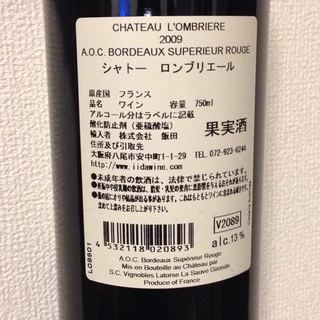 CHATEAU L'OMBRIERE
2009
A.O.C. BORDEAUX SUPERIEUR ROUGE
シャトー　ロンブリエール
原産国　フランス
品名　ワイン　容量　750ml
アルコール分はラベルに記載
酸化防止剤（亜硫酸塩）
果実酒
輸入者　株式会社　飯田
住所及び引取先
大阪府八尾市安中町1-1-29　TEL. 072-923-6244
www.iidawine.com
■未成年者の飲酒は、法律で禁じられています。
V2089
alc.13%
4 532118 020893
L08601
A.O.C. Bordeaux Supérieur Rouge
Mis en Bouteille au Château par
S.C. Vignobles Latorse La Sauve Gironde
Produce of France